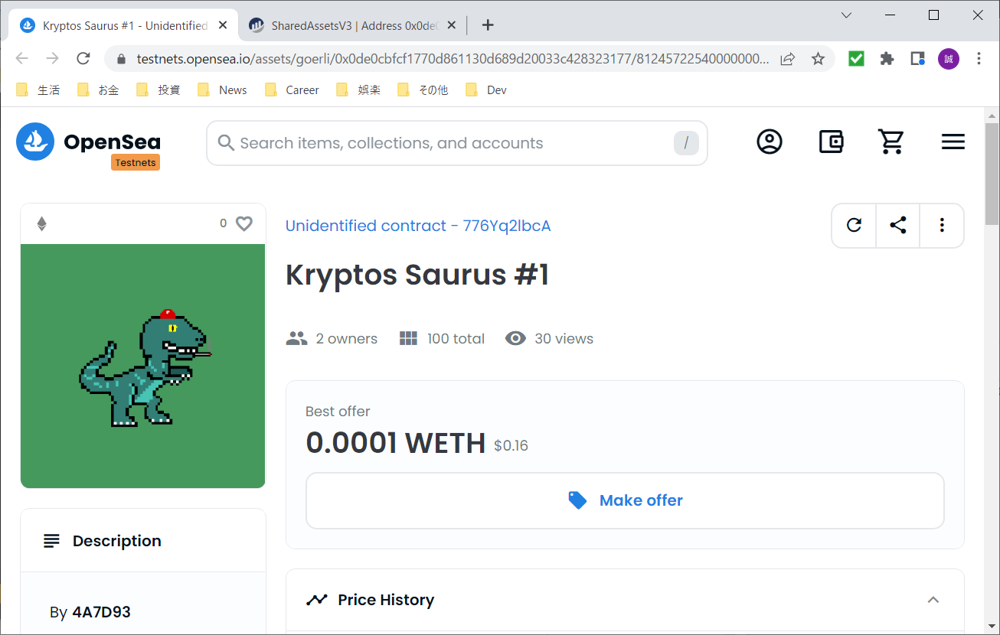 Kryptos Saurus #1 - Unidentified
SharedAssetsV3 | Address 0x0de0
testnets.opensea.io/assets/goerli/0x0de0cbfcf1770d861130d689d20033c428323177/81245722540000000...
誠
生活
お金
投資
News
Career
娯楽
その他
Dev
OpenSea
Testnets
Search items, collections, and accounts
/
0
Unidentified contract - 776Yq2lbcA
Kryptos Saurus #1
2 owners
100 total
30 views
Best offer
0.0001 WETH $0.16
Make offer
Description
Price History
By 4A7D93